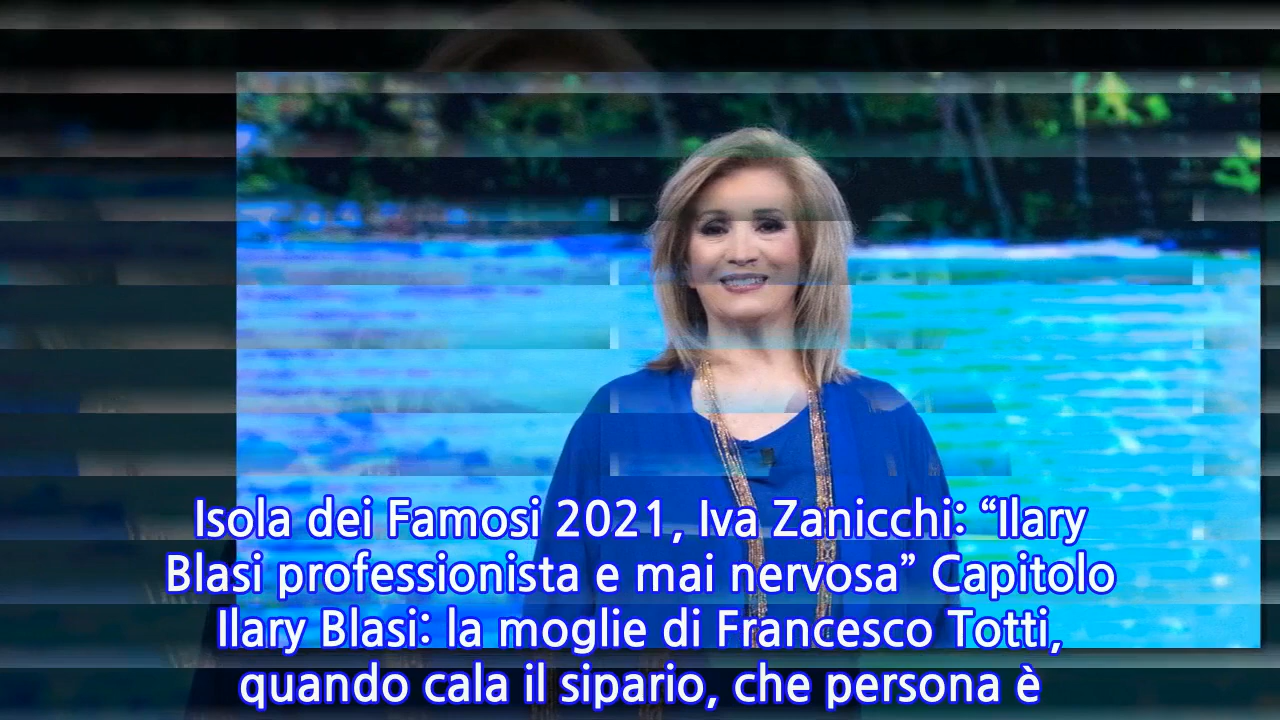 Isola dei Famosi 2021, Iva Zanicchi: “Ilary
Blasi professionista e mai nervosa” Capitolo
Ilary Blasi: la moglie di Francesco Totti,
quando cala il sipario, che persona è